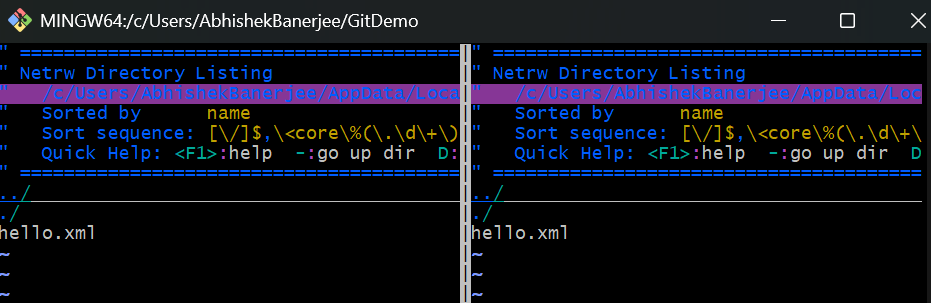 MINGW64:/c/Users/AbhishekBanerjee/GitDemo
" ========================================
" Netrw Directory Listing
"   /c/Users/AbhishekBanerjee/AppData/Loca
"   Sorted by      name
"   Sort sequence: [\/]$,\<core\%(\.\d\+\)
"   Quick Help: <F1>:help  -:go up dir  D:
" ========================================
../
./
hello.xml
~
~
~
" ========================================
" Netrw Directory Listing
"   /c/Users/AbhishekBanerjee/AppData/Loc
"   Sorted by      name
"   Sort sequence: [\/]$,\<core\%(\.\d\+\
"   Quick Help: <F1>:help  -:go up dir  D
" ========================================
../
./
hello.xml
~
~
~